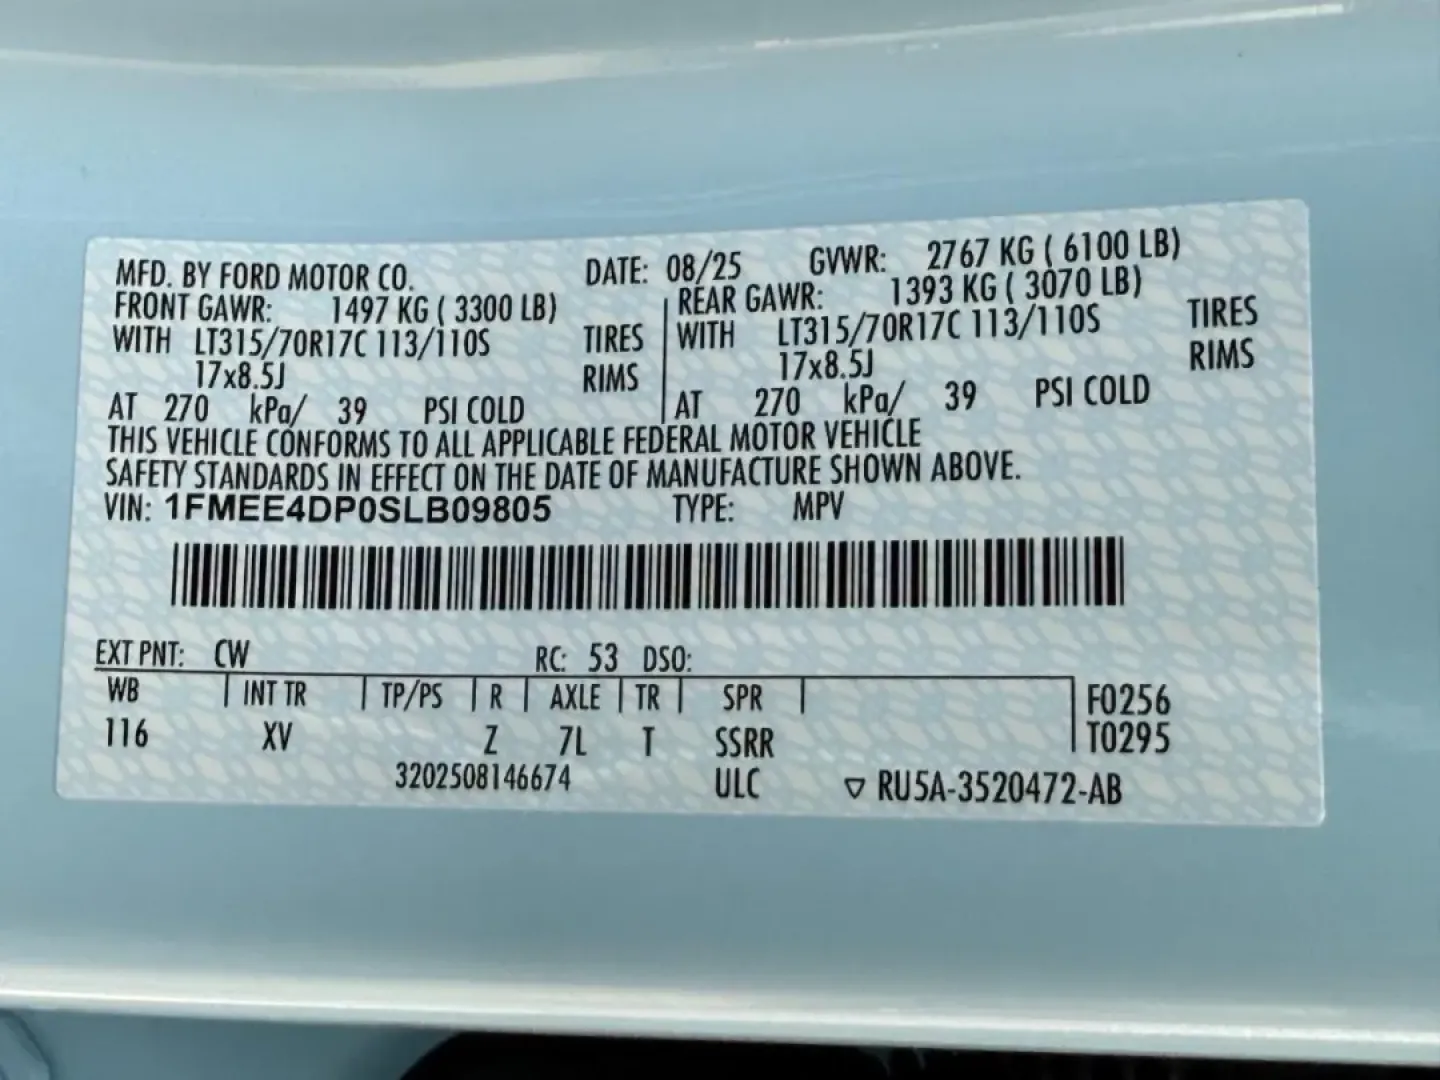 MFD. BY FORD MOTOR CO. DATE: 08/25 GVWR: 2767 KG ( 6100 LB)
FRONT GAWR: 1497 KG ( 3300 LB) REAR GAWR: 1393 KG ( 3070 LB)
WITH LT315/70R17C 113/110S TIRES WITH LT315/70R17C 113/110S TIRES
17x8.5J RIMS 17x8.5J RIMS
AT 270 kPa/ 39 PSI COLD AT 270 kPa/ 39 PSI COLD
THIS VEHICLE CONFORMS TO ALL APPLICABLE FEDERAL MOTOR VEHICLE
SAFETY STANDARDS IN EFFECT ON THE DATE OF MANUFACTURE SHOWN ABOVE.
VIN: 1FMEE4DP0SLB09805 TYPE: MPV
EXT PNT: CW RC: 53 DSO:
WB INT TR TP/PS R AXLE TR SPR F0256
116 XV Z 7L T SSRR T0295
3202508146674 ULC ▽ RU5A-3520472-AB